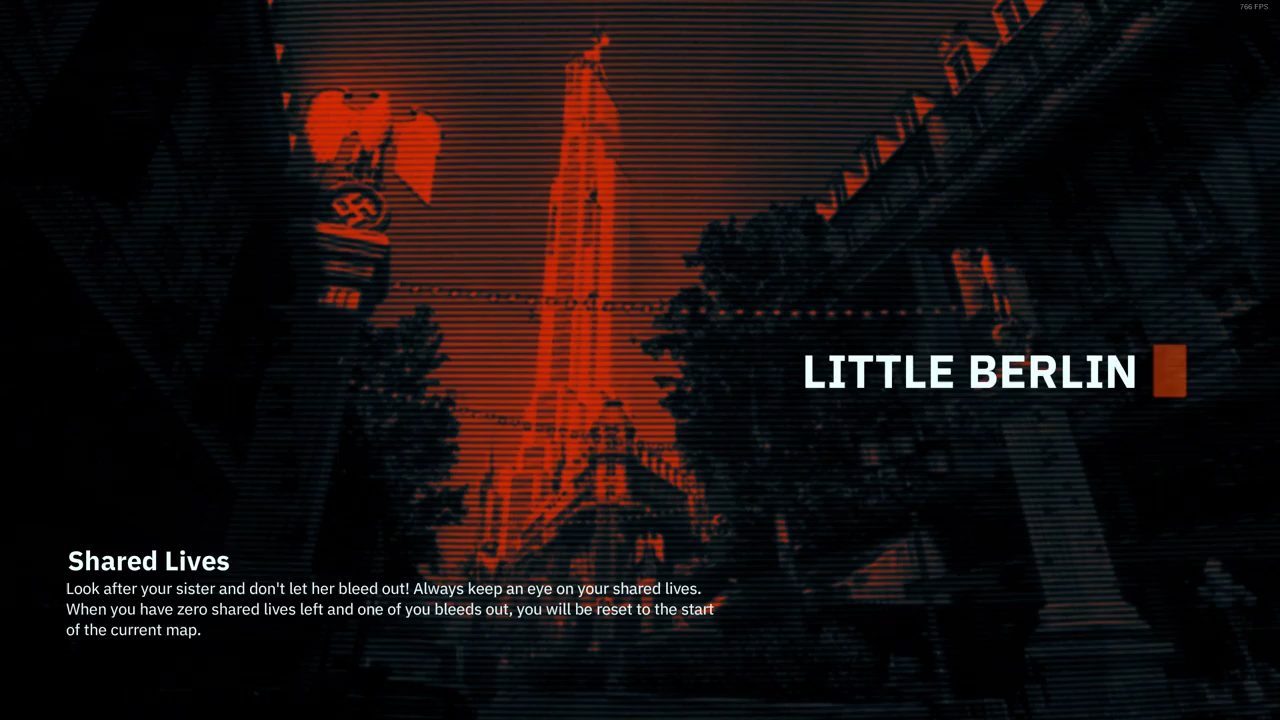 766 FPS
LITTLE BERLIN
Shared Lives
Look after your sister and don't let her bleed out! Always keep an eye on your shared lives.
When you have zero shared lives left and one of you bleeds out, you will be reset to the start
of the current map.